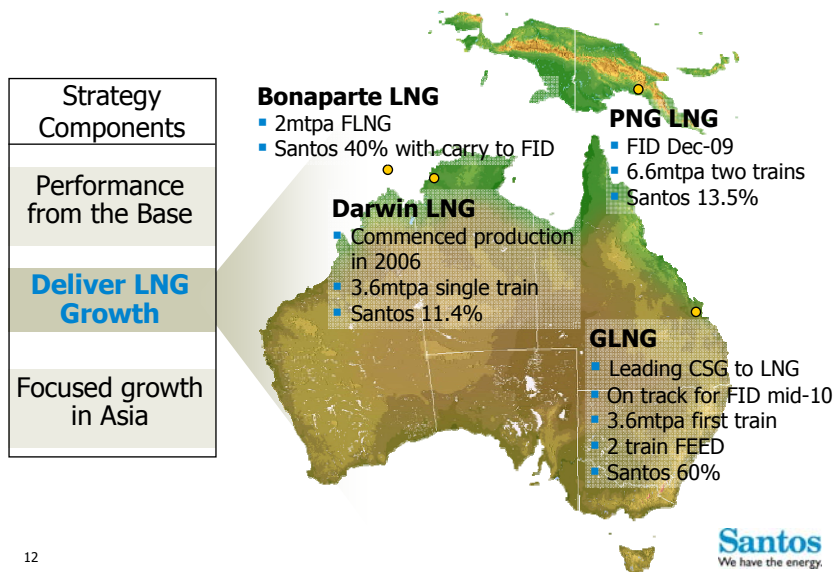 Strategy
Components
Performance
from the Base
Deliver LNG
Growth
Focused growth
in Asia
Bonaparte LNG
▪ 2mtpa FLNG
▪ Santos 40% with carry to FID
PNG LNG
▪ FID Dec-09
▪ 6.6mtpa two trains
▪ Santos 13.5%
Darwin LNG
▪ Commenced production
in 2006
▪ 3.6mtpa single train
▪ Santos 11.4%
GLNG
▪ Leading CSG to LNG
▪ On track for FID mid-10
▪ 3.6mtpa first train
▪ 2 train FEED
▪ Santos 60%
12
Santos
We have the energy.